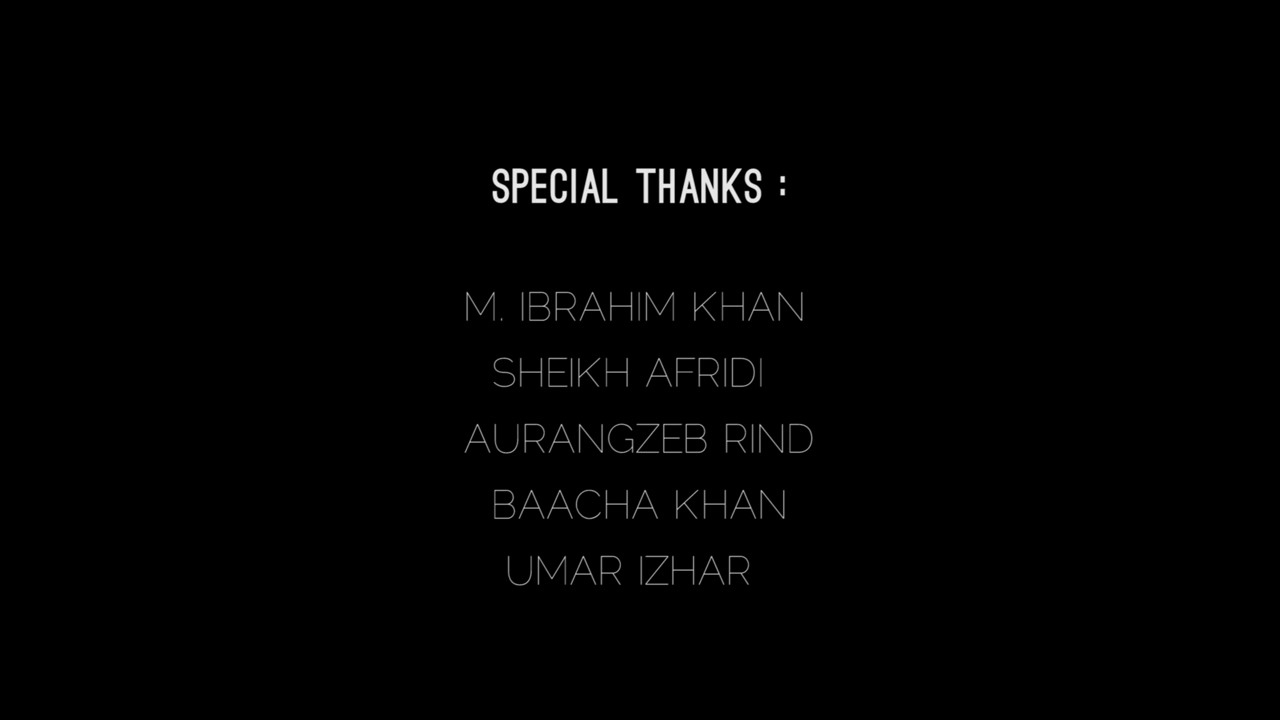 SPECIAL THANKS :
M. IBRAHIM KHAN
SHEIKH AFRIDI
AURANGZEB RIND
BAACHA KHAN
UMAR IZHAR